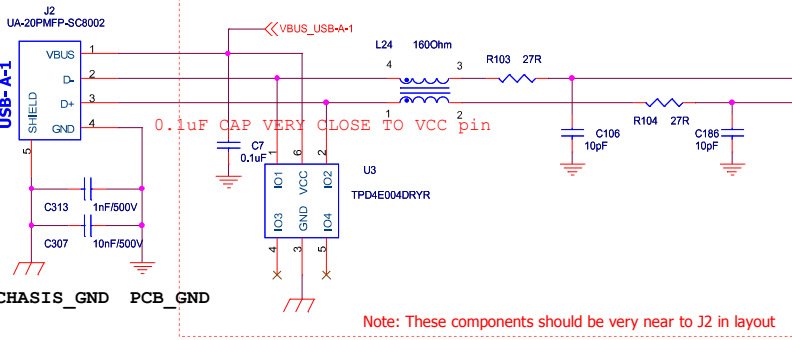 J2
UA-20PMFP-SC8002
USB-A-1
VBUS
D-
D+
GND
SHIELD
1
2
3
4
5
VBUS_USB-A-1
0.1uF CAP VERY CLOSE TO VCC pin
C7
0.1uF
L24
160Ohm
4
3
1
2
R103
27R
R104
27R
C106
10pF
C186
10pF
1
6
2
IO1
VCC
IO2
U3
TPD4E004DRYR
IO3
GND
IO4
4
3
5
C313
1nF/500V
C307
10nF/500V
CHASIS_GND
PCB_GND
Note: These components should be very near to J2 in layout